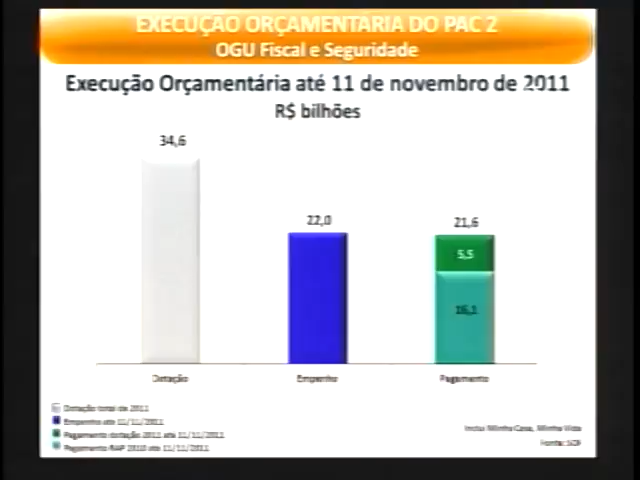 EXECUÇÃO ORÇAMENTÁRIA DO PAC 2
OGU Fiscal e Seguridade
Execução Orçamentária até 11 de novembro de 2011
R$ bilhões
34,6
22,0
21,6
5,5
16,1
Dotação
Empenho
Pagamento
Dotação total de 2011
Empenho até 11/11/2011
Pagamento dotação 2011 até 11/11/2011
Pagamento RAP 2010 até 11/11/2011
Inclui Minha Casa, Minha Vida
Fonte: SOF